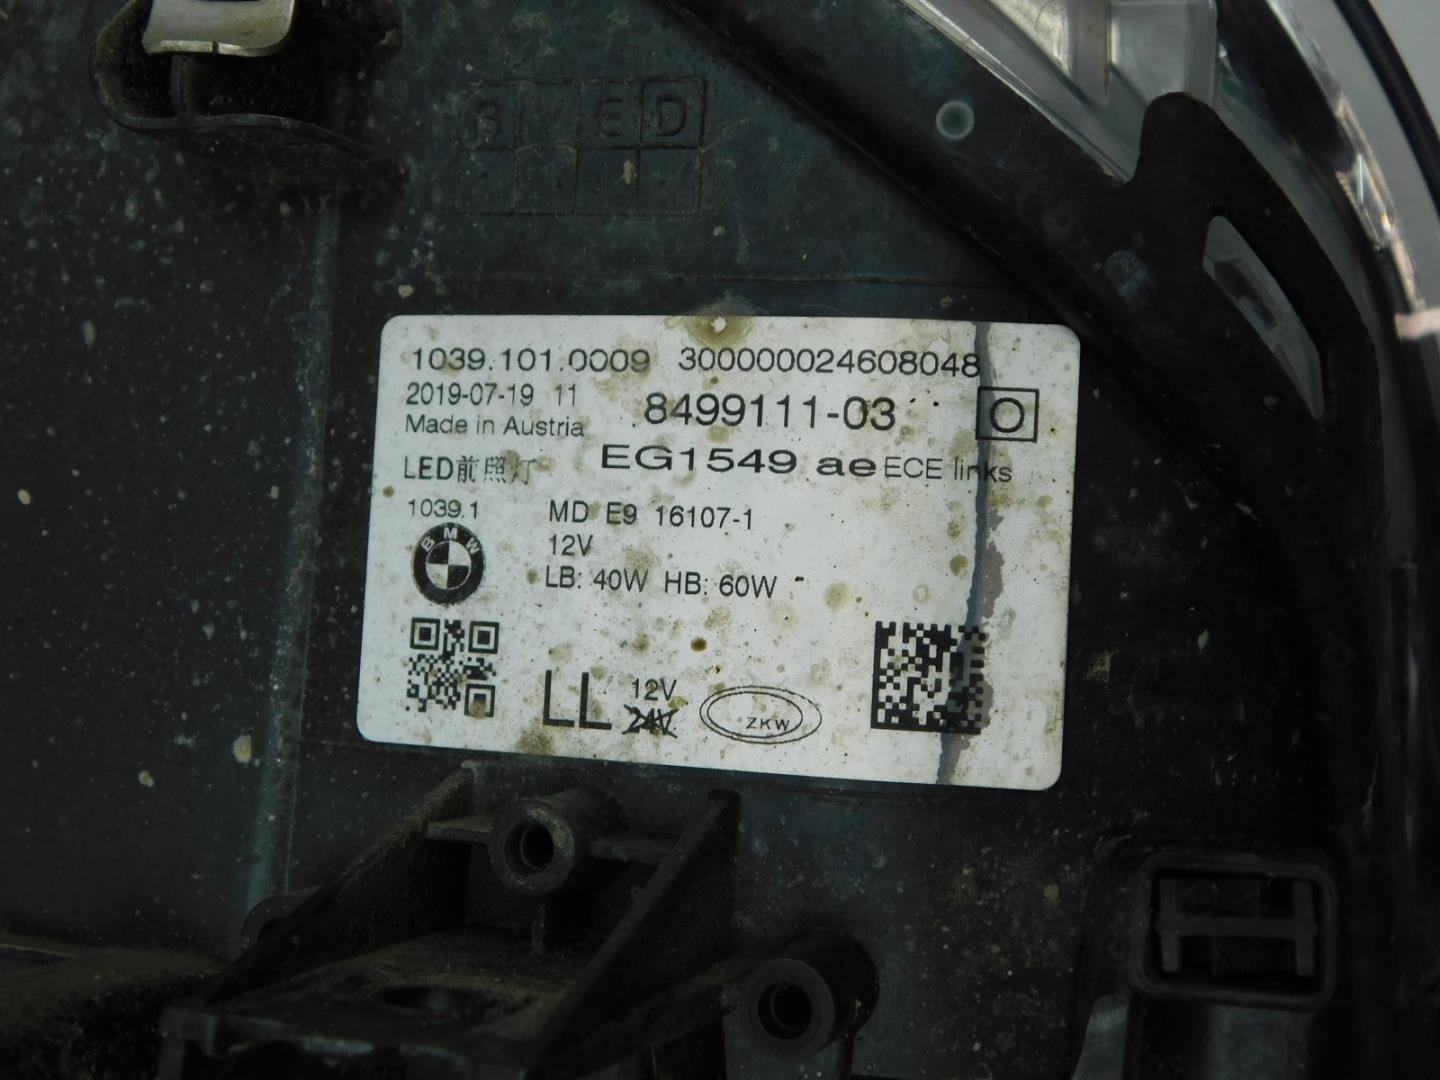 BMED
1039.101.0009 300000024608048
2019-07-19 11 8499111-03 O
Made in Austria
LED前照灯 EG1549 ae ECE links
1039.1 MD E9 16107-1
BMW 12V
LB: 40W HB: 60W
LL 12V 24V ZKW